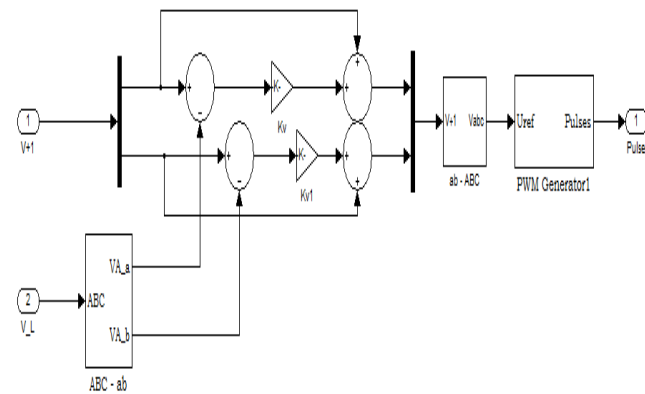 1
V+1
K-
Kv
K-
Kv1
V+1 Vabc
ab - ABC
Uref Pulses
PWM Generator1
1
Pulse
2
V_L
ABC
VA_a
VA_b
ABC - ab